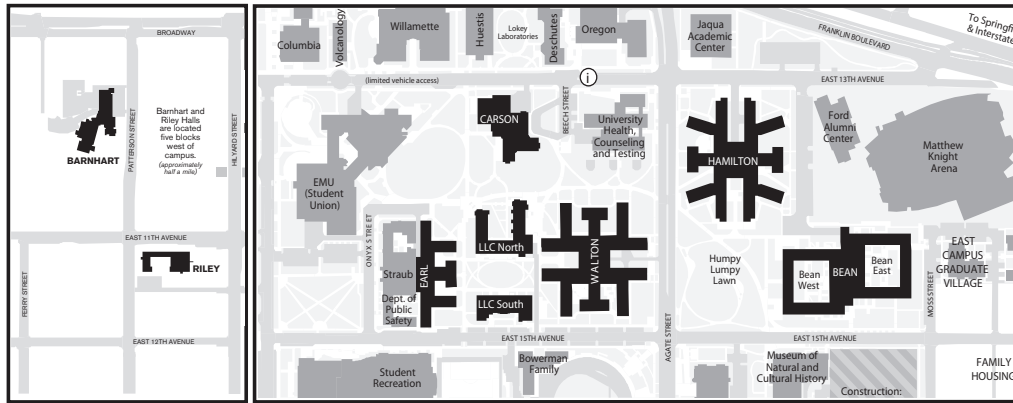 BROADWAY
Barnhart and
Riley Halls
are located
five blocks
west of
campus.
(approximately
half a mile)
BARNHART
PATTERSON STREET
HILYARD STREET
EAST 11TH AVENUE
RILEY
FERRY STREET
EAST 12TH AVENUE
Columbia
Volcanology
Willamette
Huestis
Lokey
Laboratories
Deschutes
Oregon
Jaqua
Academic
Center
FRANKLIN BOULEVARD
To Springfi
& Interstate
(limited vehicle access)
i
EAST 13TH AVENUE
CARSON
BEECH STREET
University
Health,
Counseling
and Testing
HAMILTON
Ford
Alumni
Center
Matthew
Knight
Arena
EMU
(Student
Union)
ONYX STREET
Straub
Dept. of
Public
Safety
EARL
LLC North
LLC South
WALTON
AGATE STREET
Humpy
Lumpy
Lawn
Bean
West
BEAN
Bean
East
MOSS STREET
EAST
CAMPUS
GRADUATE
VILLAGE
EAST 15TH AVENUE
EAST 15TH AVENUE
Student
Recreation
Bowerman
Family
Museum of
Natural and
Cultural History
Construction:
FAMILY
HOUSING